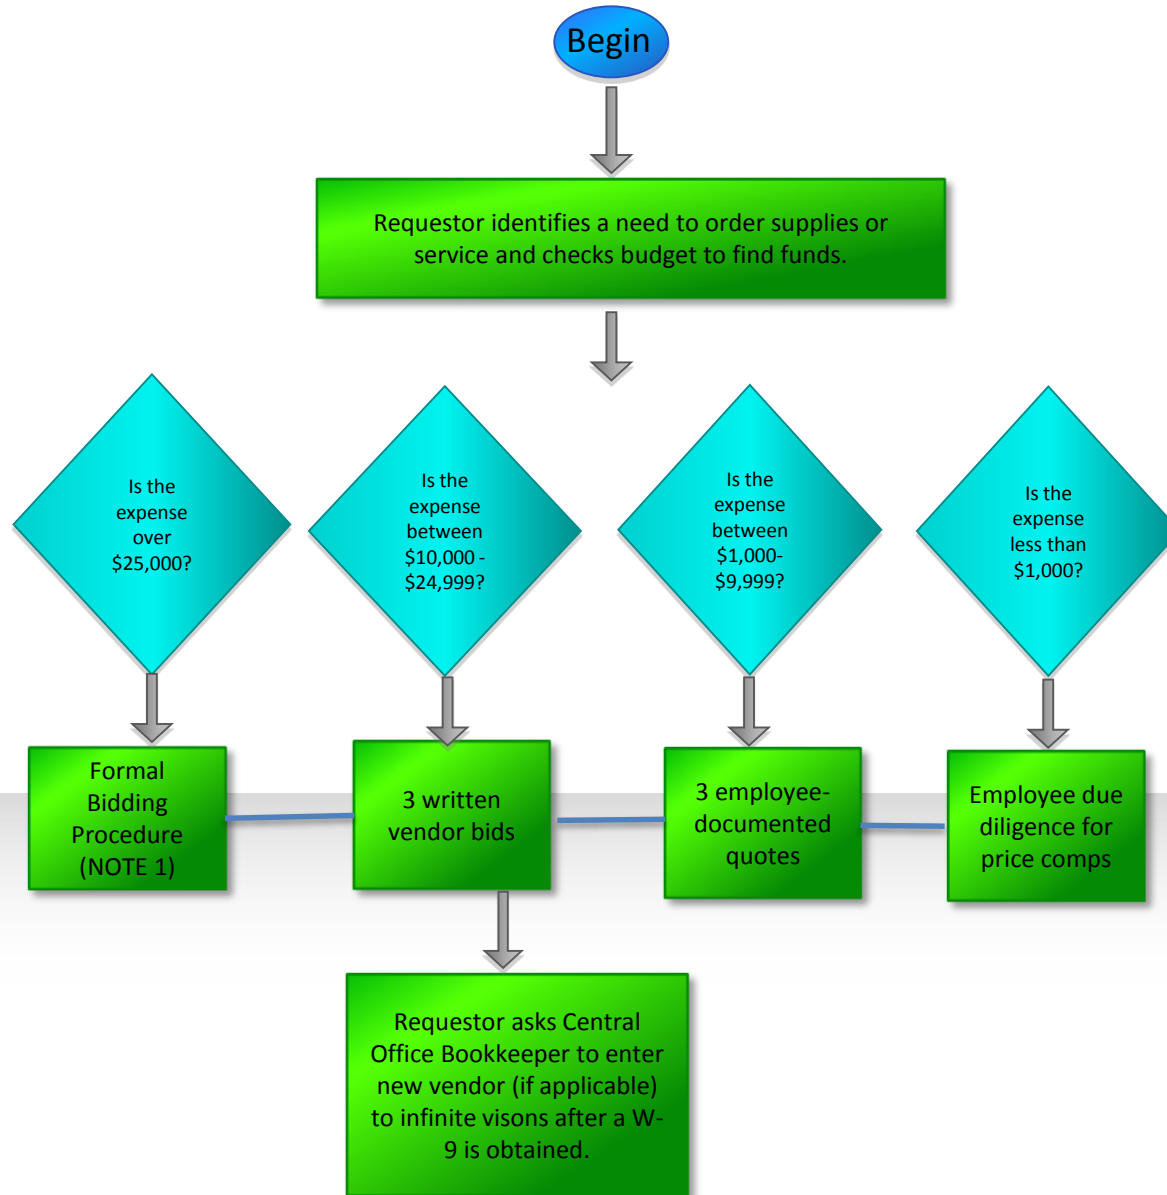 Begin
Requestor identifies a need to order supplies or
service and checks budget to find funds.
Is the
expense
over
$25,000?
Is the
expense
between
$10,000 -
$24,999?
Is the
expense
between
$1,000-
$9,999?
Is the
expense
less than
$1,000?
Formal
Bidding
Procedure
(NOTE 1)
3 written
vendor bids
3 employee-
documented
quotes
Employee due
diligence for
price comps
Requestor asks Central
Office Bookkeeper to enter
new vendor (if applicable)
to infinite visons after a W-
9 is obtained.